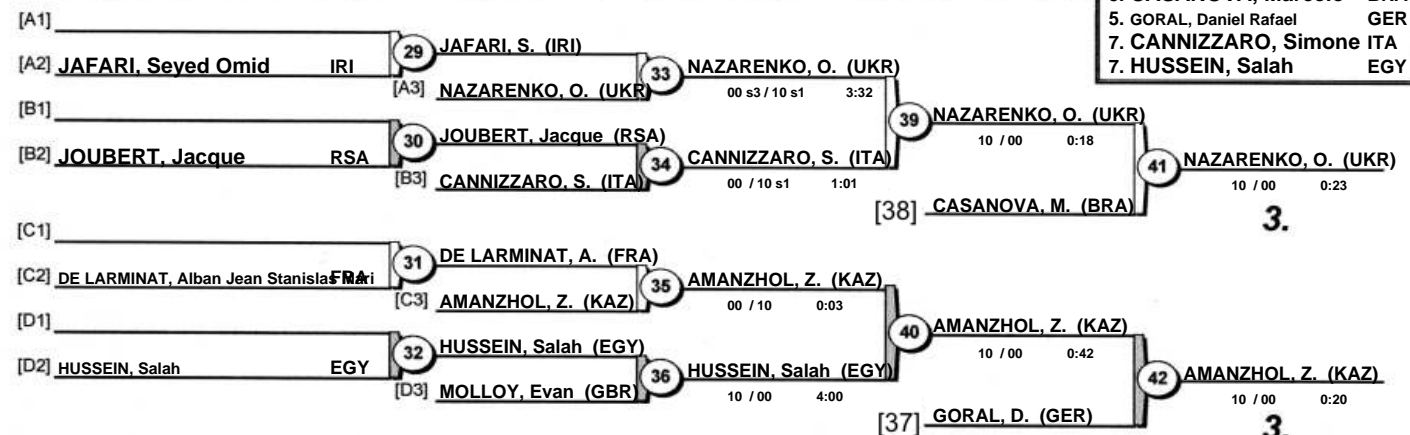 5. GORAL, Daniel Rafael GER
7. CANNIZZARO, Simone ITA
7. HUSSEIN, Salah EGY
[A1]
29 JAFARI, S. (IRI)
[A2] JAFARI, Seyed Omid IRI
33 NAZARENKO, O. (UKR)
[A3] NAZARENKO, O. (UKR)
00 s3 / 10 s1 3:32
[B1]
39 NAZARENKO, O. (UKR)
30 JOUBERT, Jacque (RSA)
10 / 00 0:18
[B2] JOUBERT, Jacque RSA
34 CANNIZZARO, S. (ITA)
41 NAZARENKO, O. (UKR)
[B3] CANNIZZARO, S. (ITA)
00 / 10 s1 1:01
10 / 00 0:23
[38] CASANOVA, M. (BRA)
3.
[C1]
31 DE LARMINAT, A. (FRA)
[C2] DE LARMINAT, Alban Jean Stanislas Mari FRA
35 AMANZHOL, Z. (KAZ)
[C3] AMANZHOL, Z. (KAZ)
00 / 10 0:03
[D1]
40 AMANZHOL, Z. (KAZ)
32 HUSSEIN, Salah (EGY)
10 / 00 0:42
[D2] HUSSEIN, Salah EGY
36 HUSSEIN, Salah (EGY)
42 AMANZHOL, Z. (KAZ)
[D3] MOLLOY, Evan (GBR)
10 / 00 4:00
10 / 00 0:20
[37] GORAL, D. (GER)
3.